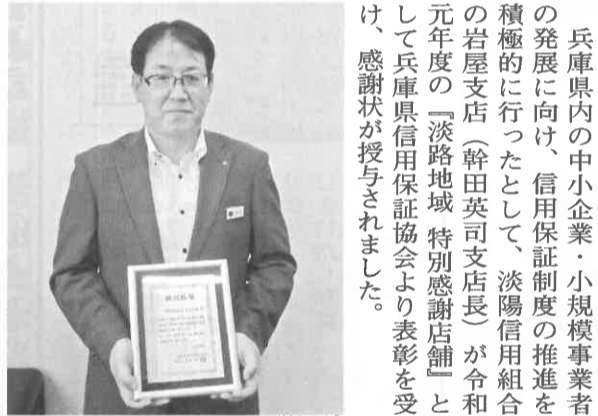 兵庫県内の中小企業・小規模事業者
の発展に向け、信用保証制度の推進を
積極的に行ったとして、淡陽信用組合
の岩屋支店（幹田英司支店長）が令和
元年度の『淡路地域 特別感謝店舗』と
して兵庫県信用保証協会より表彰を受
け、感謝状が授与されました。